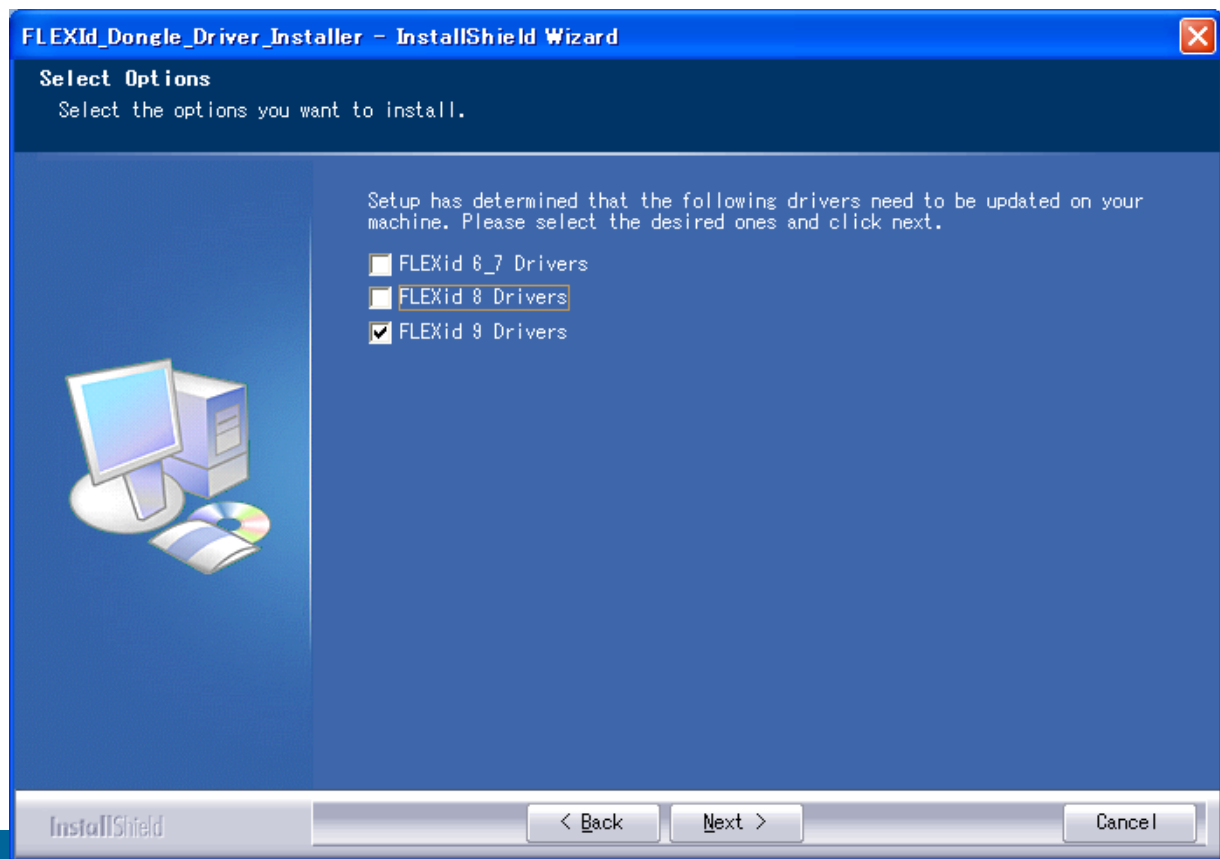 FLEXId_Dongle_Driver_Installer - InstallShield Wizard
Select Options
Select the options you want to install.
Setup has determined that the following drivers need to be updated on your
machine. Please select the desired ones and click next.
FLEXid 6_7 Drivers
FLEXid 8 Drivers
FLEXid 9 Drivers
InstallShield
< Back
Next >
Cancel